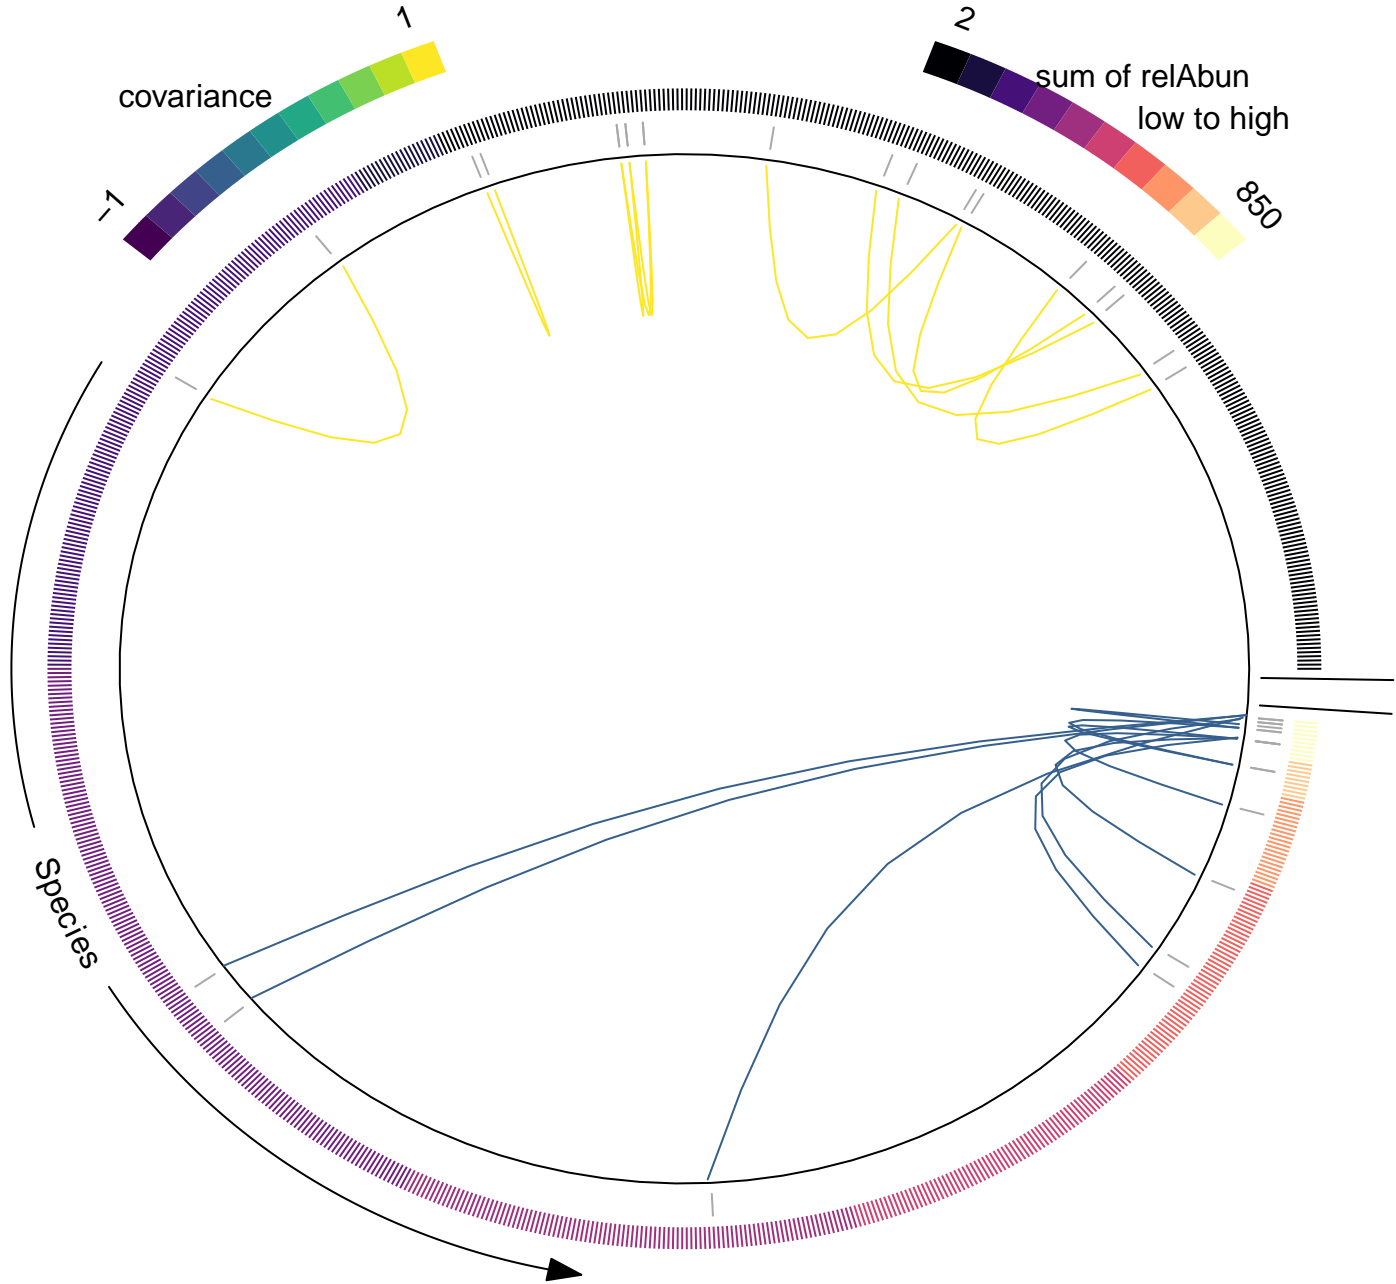 1
covariance
−1
2
sum of relAbun
low to high
850
Species